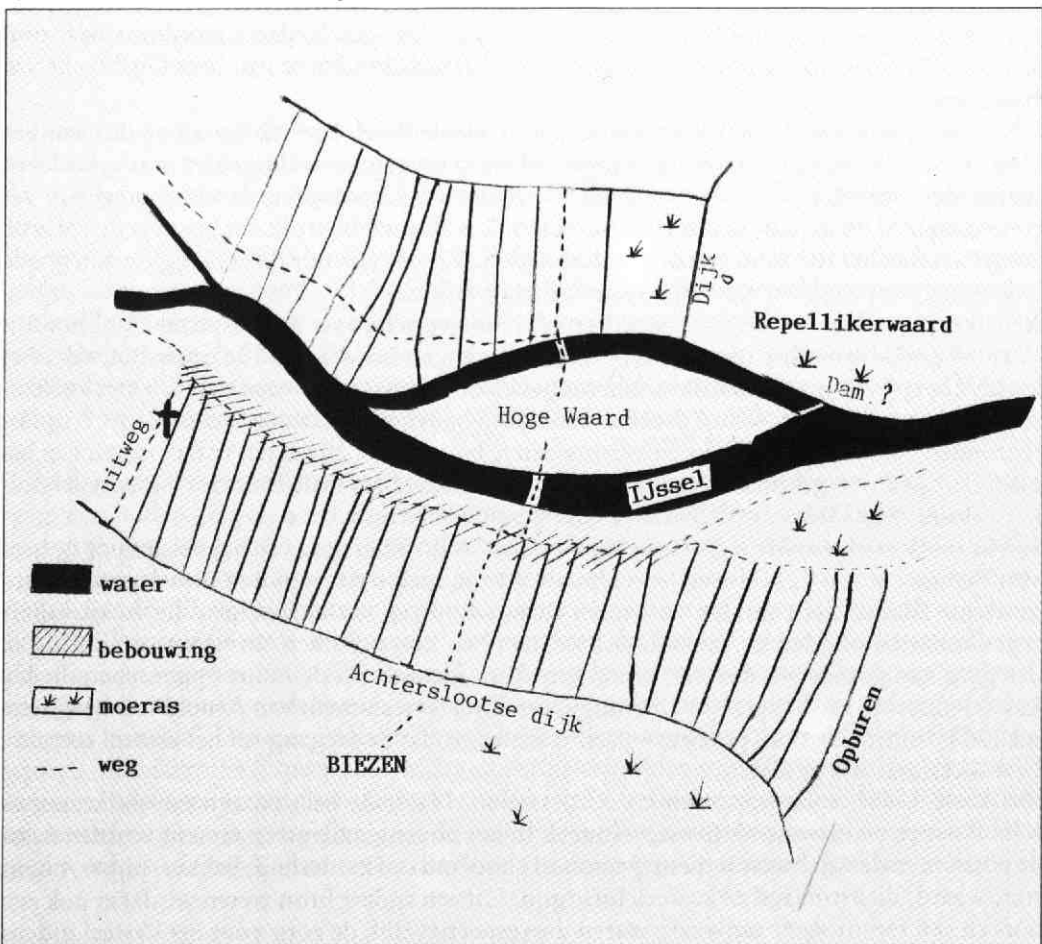 Dijk
Repellikerwaard
Dam ?
Hoge Waard
uitweg
IJssel
water
bebouwing
Achterslootse dijk
moeras
Opburen
weg
BIEZEN